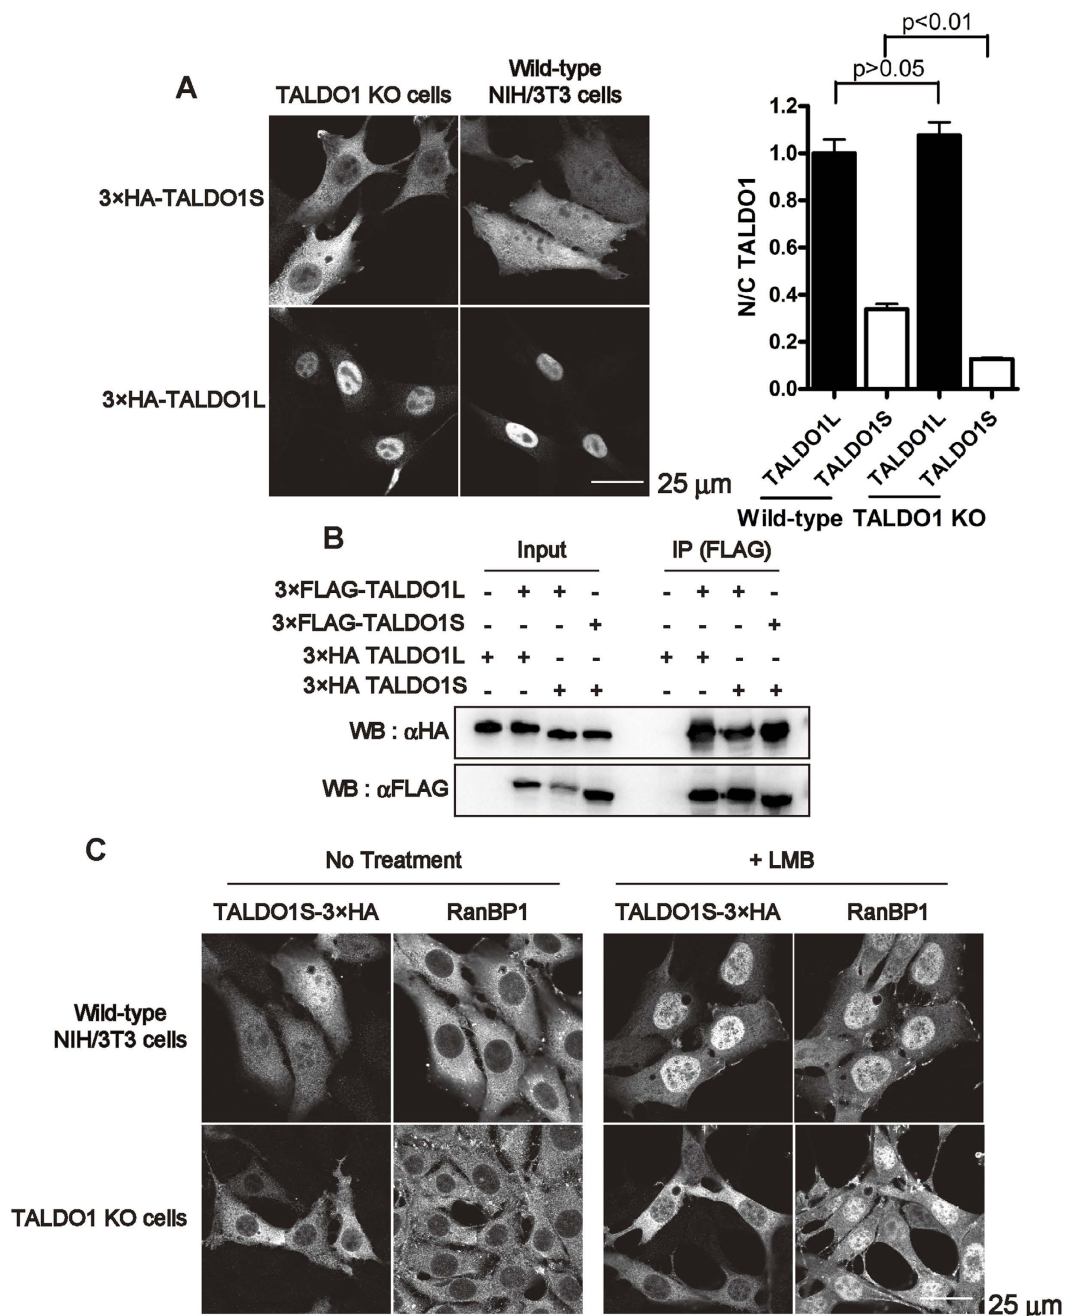 A
TALDO1 KO cells
Wild-type
NIH/3T3 cells
3×HA-TALDO1S
3×HA-TALDO1L
25 µm
p<0.01
p>0.05
N/C TALDO1
1.2
1.0
0.8
0.6
0.4
0.2
0.0
TALDO1L
TALDO1S
TALDO1L
TALDO1S
Wild-type TALDO1 KO
B
Input IP (FLAG)
3×FLAG-TALDO1L - + + - - + + -
3×FLAG-TALDO1S - - - + - - - +
3×HA TALDO1L + + - - + + - -
3×HA TALDO1S - - + + - - + +
WB : αHA
WB : αFLAG
C
No Treatment + LMB
TALDO1S-3×HA RanBP1 TALDO1S-3×HA RanBP1
Wild-type
NIH/3T3 cells
TALDO1 KO cells
25 µm